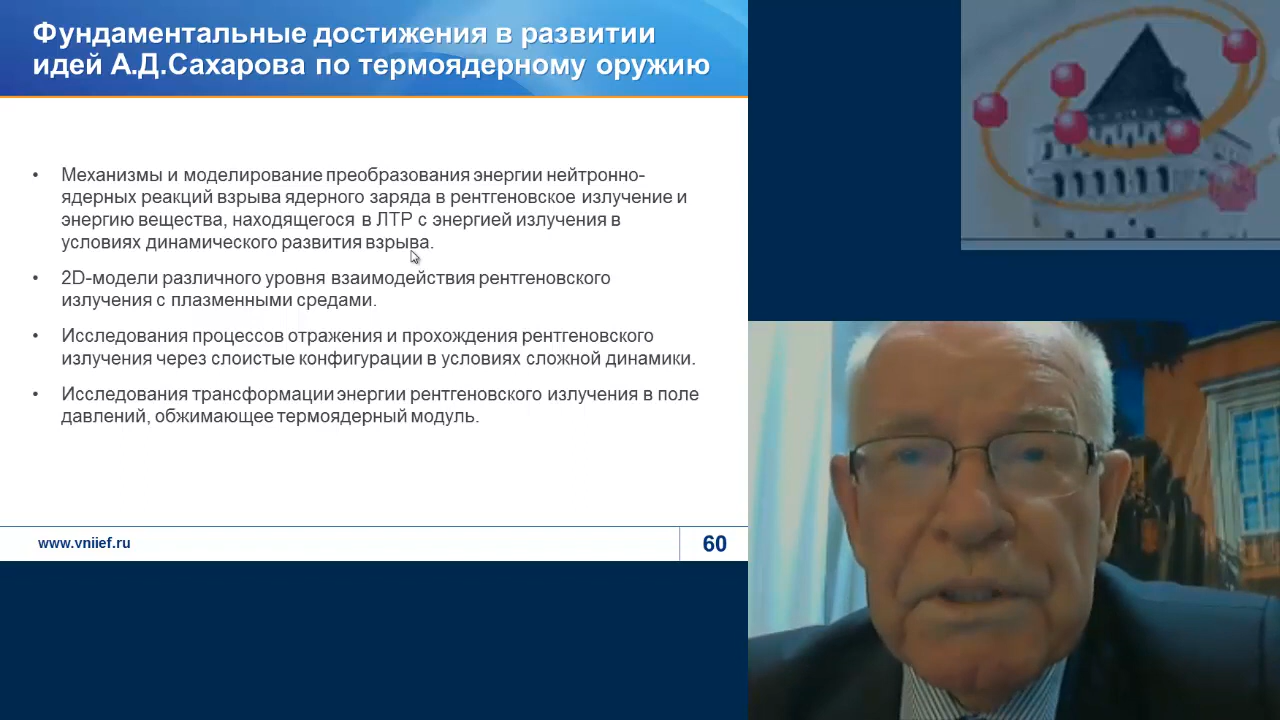 Фундаментальные достижения в развитии
идей А.Д.Сахарова по термоядерному оружию
• Механизмы и моделирование преобразования энергии нейтронно-
ядерных реакций взрыва ядерного заряда в рентгеновское излучение и
энергию вещества, находящегося в ЛТР с энергией излучения в
условиях динамического развития взрыва.
• 2D-модели различного уровня взаимодействия рентгеновского
излучения с плазменными средами.
• Исследования процессов отражения и прохождения рентгеновского
излучения через слоистые конфигурации в условиях сложной динамики.
• Исследования трансформации энергии рентгеновского излучения в поле
давлений, обжимающее термоядерный модуль.
www.vniief.ru
60